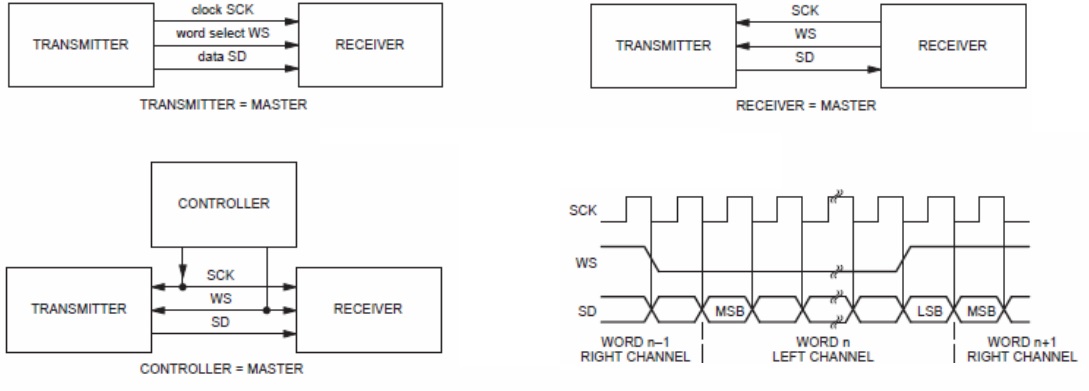 clock SCK
TRANSMITTER
word select WS
RECEIVER
data SD
TRANSMITTER = MASTER
SCK
TRANSMITTER
WS
RECEIVER
SD
RECEIVER = MASTER
CONTROLLER
SCK
TRANSMITTER
WS
RECEIVER
SD
CONTROLLER = MASTER
SCK
WS
SD
MSB
LSB
MSB
WORD n–1
RIGHT CHANNEL
WORD n
LEFT CHANNEL
WORD n+1
RIGHT CHANNEL